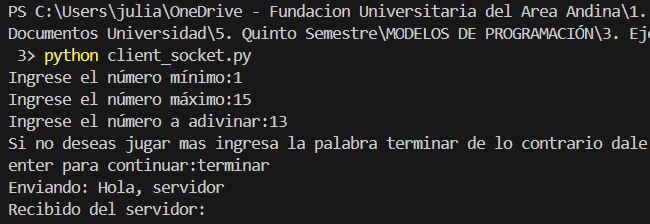 PS C:\Users\julia\OneDrive - Fundacion Universitaria del Area Andina\1.
Documentos Universidad\5. Quinto Semestre\MODELOS DE PROGRAMACIÓN\3. Eje
 3> python client_socket.py
Ingrese el número mínimo:1
Ingrese el número máximo:15
Ingrese el número a adivinar:13
Si no deseas jugar mas ingresa la palabra terminar de lo contrario dale
enter para continuar:terminar
Enviando: Hola, servidor
Recibido del servidor: